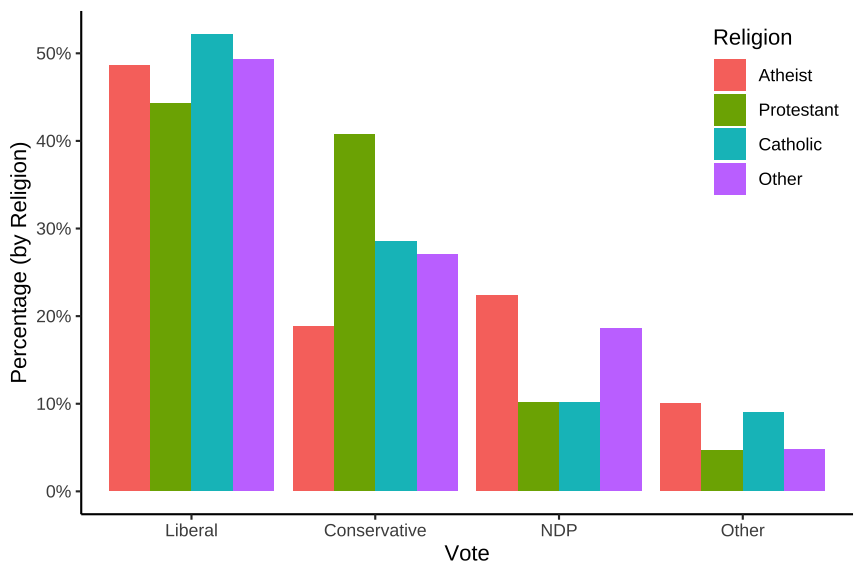 Percentage (by Religion)
50%
40%
30%
20%
10%
0%
Religion
Atheist
Protestant
Catholic
Other
Liberal
Conservative
NDP
Other
Vote